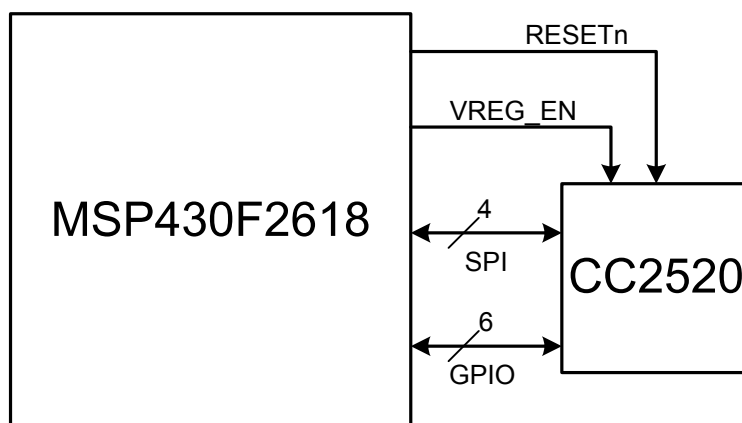 RESETn
VREG_EN
MSP430F2618
4
SPI
CC2520
6
GPIO